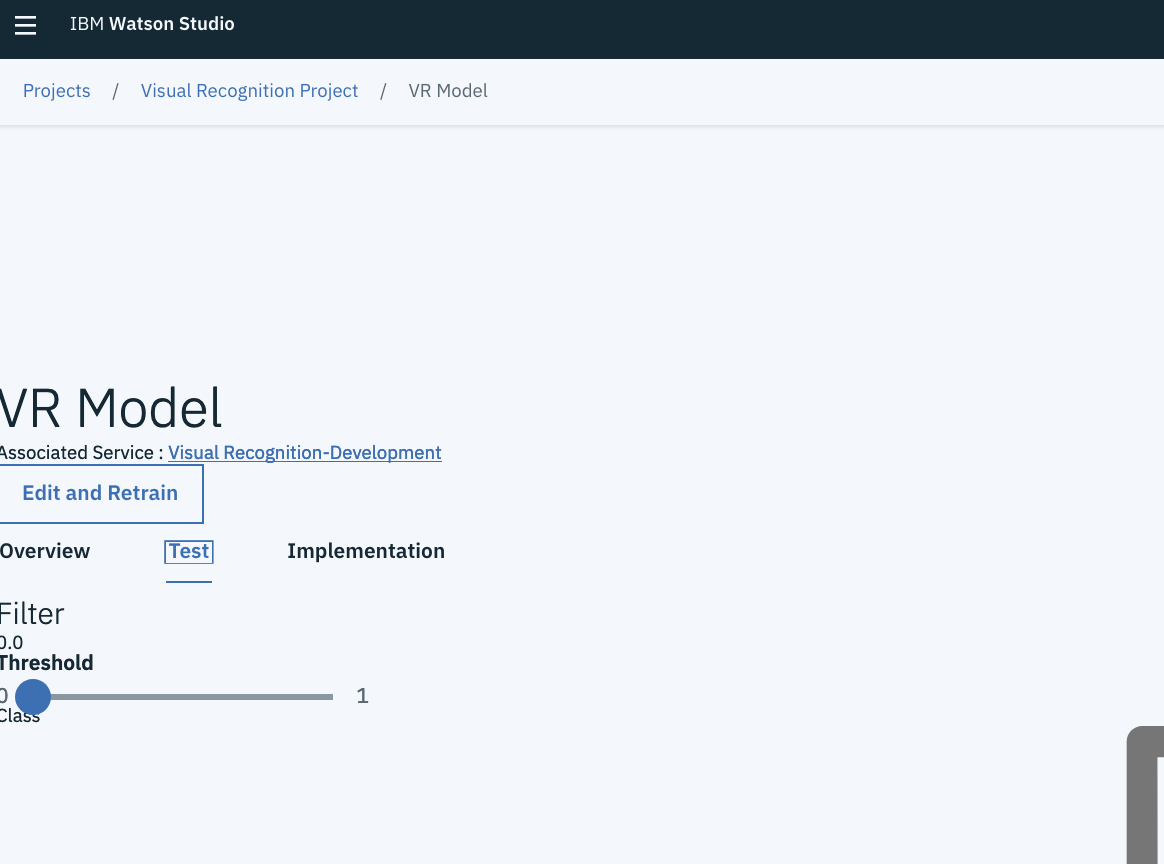 IBM Watson Studio
Projects / Visual Recognition Project / VR Model
VR Model
Associated Service : Visual Recognition-Development
Edit and Retrain
Overview Test Implementation
Filter
0.0
Threshold
0 1
Class